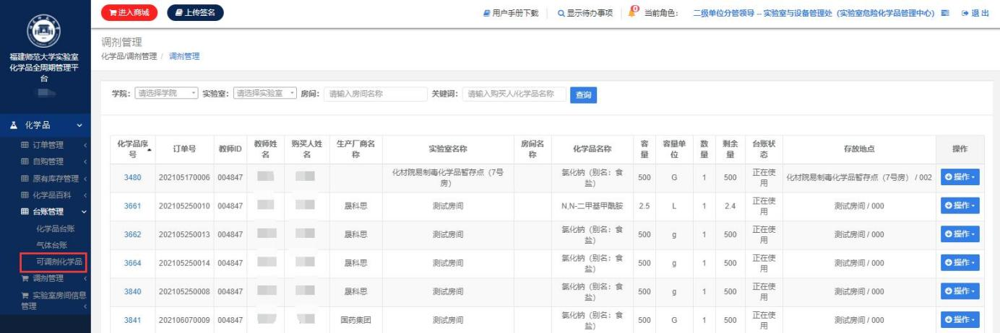 进入商城 上传签名 用户手册下载 显示待办事项 0 当前角色： 二级单位分管领导 -- 实验室与设备管理处（实验室危险化学品管理中心） 退 出
福建师范大学实验室
化学品全周期管理平
台
化学品
订单管理
自购管理
原有库存管理
化学品百科
台账管理
化学品台账
气体台账
可调剂化学品
调剂管理
实验室房间信息
管理
调剂管理
化学品/调剂管理 / 调剂管理
学院： 请选择学院 实验室： 请选择实验室 房间： 请输入房间名称 关键词： 请输入购买人/化学品名称 查询
化学品序号 订单号 教师ID 教师姓名 购买人姓名 生产厂商名称 实验室名称 房间名称 化学品名称 容量 容量单位 数量 剩余量 台账状态 存放地点 操作
3480 202105170006 004847 化材院易制毒化学品暂存点（7号房） 氯化钠（别名：食盐） 500 G 1 500 正在使用 化材院易制毒化学品暂存点（7号房） / 002 操作
3661 202105250010 004847 晟科思 测试房间 N,N-二甲基甲酰胺 2.5 L 1 2.4 正在使用 测试房间 / 000 操作
3662 202105250013 004847 晟科思 测试房间 氯化钠（别名：食盐） 500 g 1 500 正在使用 测试房间 / 000 操作
3664 202105250014 004847 晟科思 测试房间 氯化钠（别名：食盐） 500 g 1 500 正在使用 测试房间 / 000 操作
3840 202105250008 004847 晟科思 测试房间 氯化钠（别名：食盐） 500 g 1 500 正在使用 测试房间 / 000 操作
3841 202106070009 004847 国药集团 测试房间 氯化钠（别名：食盐） 500 G 1 500 正在使用 测试房间 / 000 操作